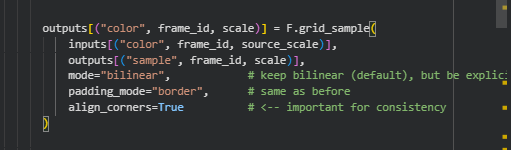 outputs[("color", frame_id, scale)] = F.grid_sample(
    inputs[("color", frame_id, source_scale)],
    outputs[("sample", frame_id, scale)],
    mode="bilinear",            # keep bilinear (default), but be explici
    padding_mode="border",      # same as before
    align_corners=True          # <-- important for consistency
)